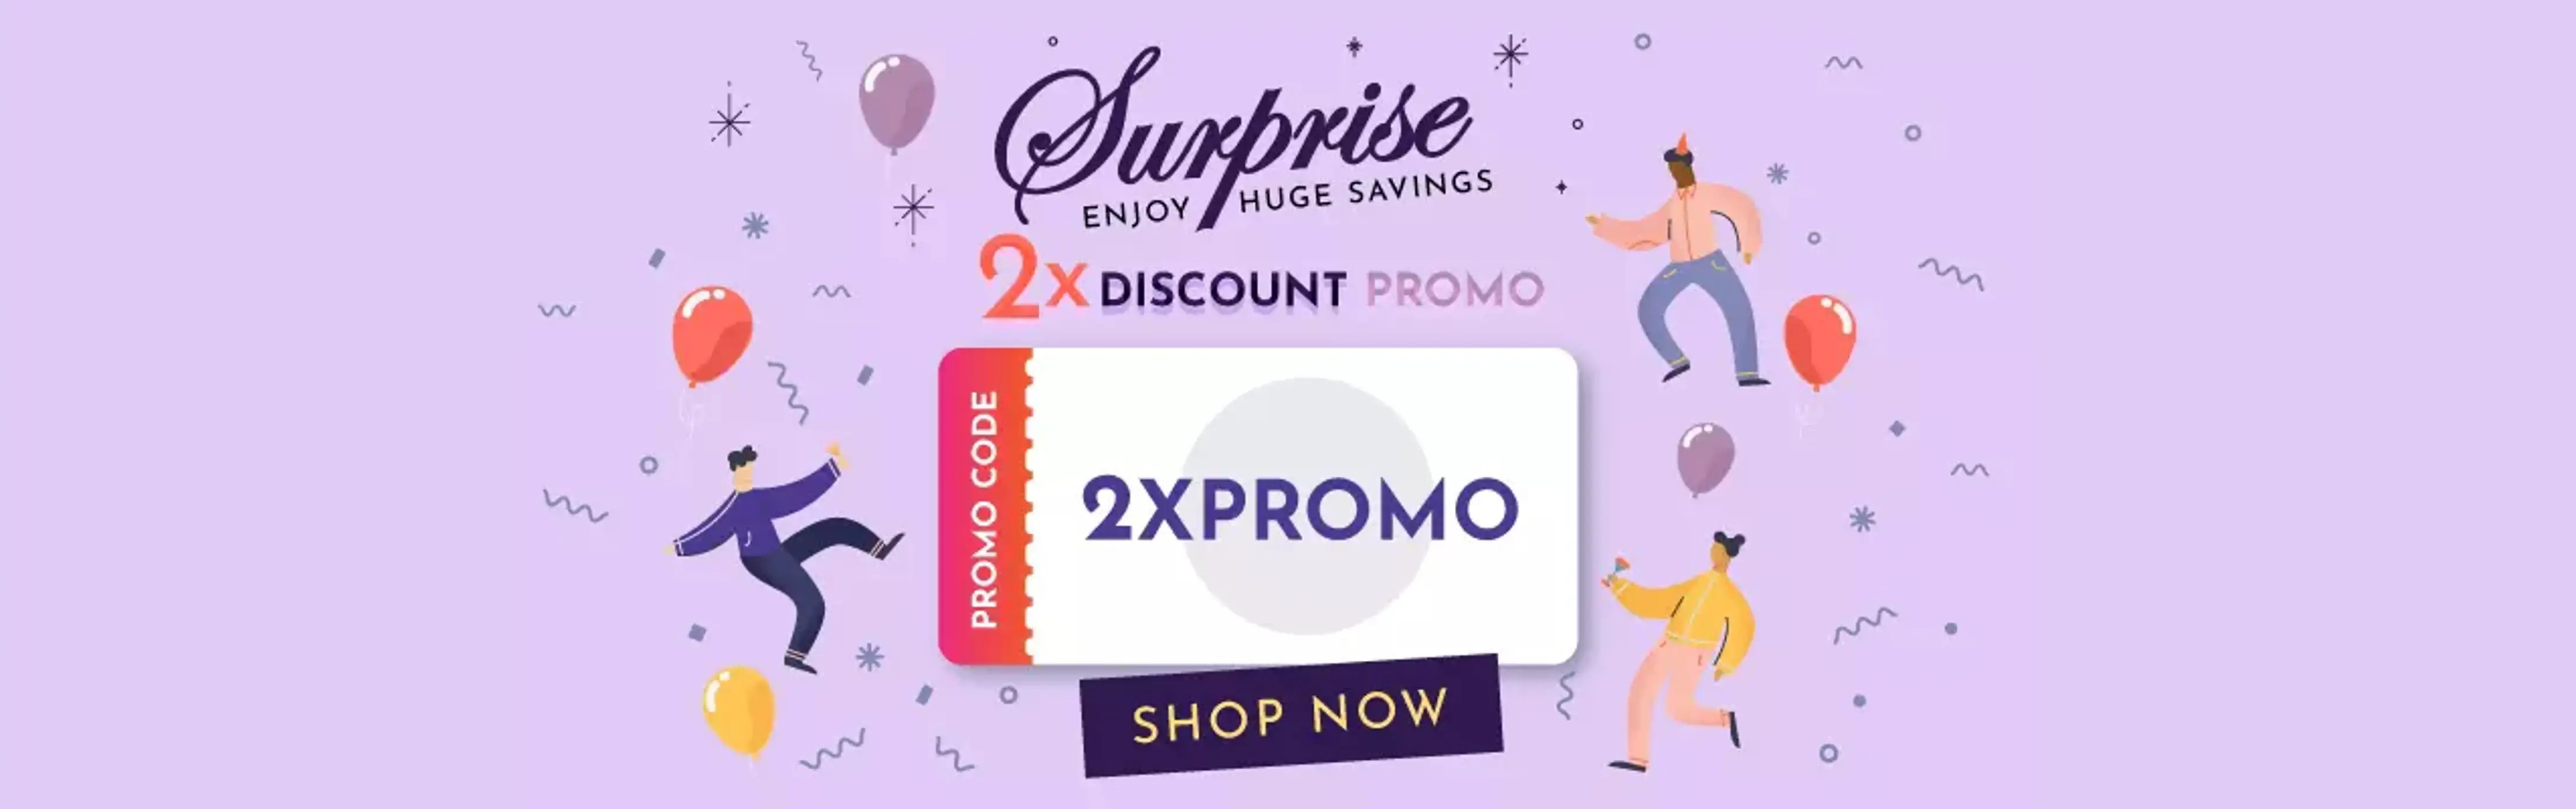 Surprise
ENJOY HUGE SAVINGS
2x DISCOUNT PROMO
PROMO CODE
2XPROMO
SHOP NOW